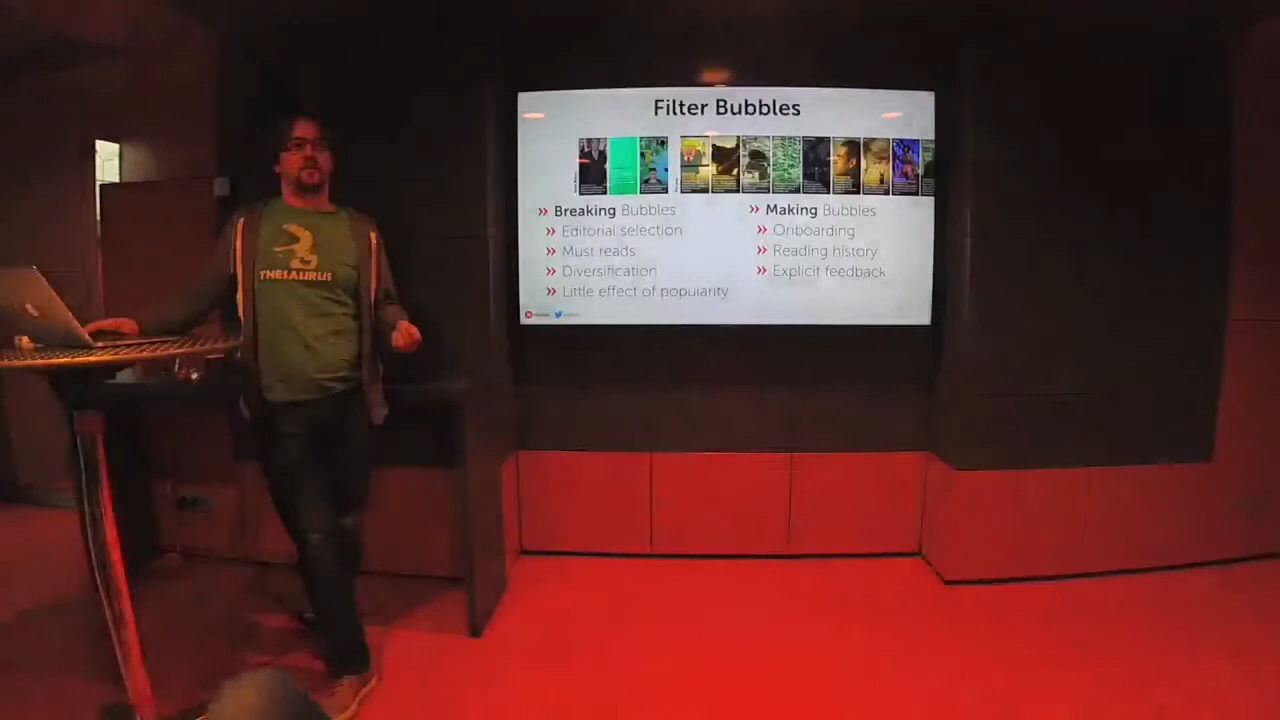 Filter Bubbles
» Breaking Bubbles
» Editorial selection
» Must reads
» Diversification
» Little effect of popularity
» Making Bubbles
» Onboarding
» Reading history
» Explicit feedback
THESAURUS